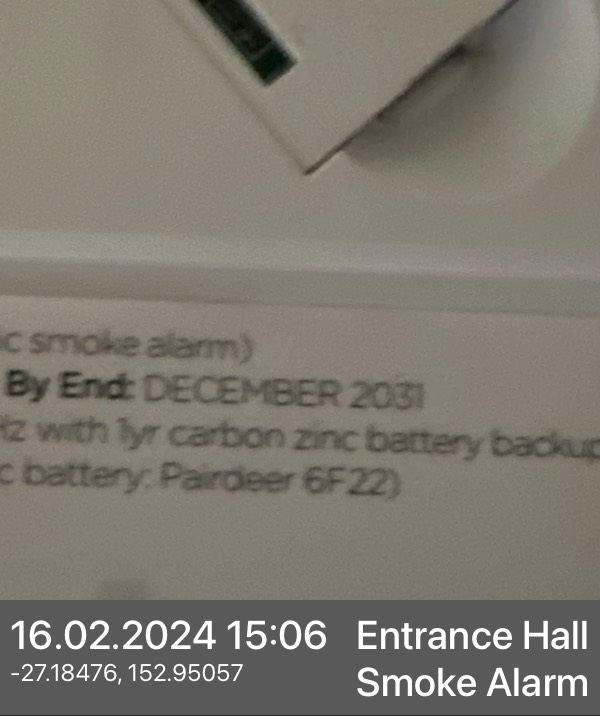 ic smoke alarm)
By End: DECEMBER 2031
Hz with 1yr carbon zinc battery backup
c battery: Pairdeer 6F22)
16.02.2024 15:06
-27.18476, 152.95057
Entrance Hall
Smoke Alarm